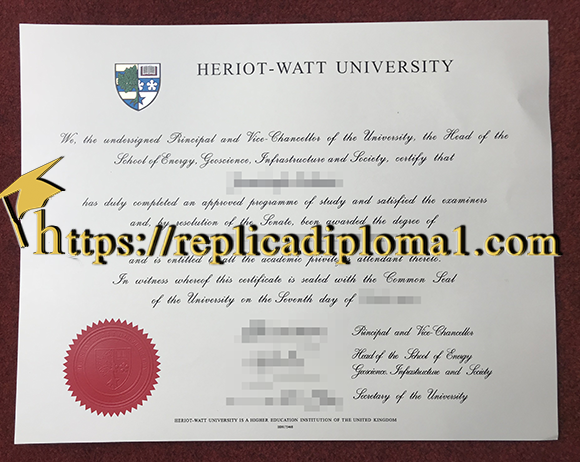 HERIOT-WATT UNIVERSITY
We, the undersigned Principal and Vice-Chancellor of the University, the Head of the
School of Energy, Geoscience, Infrastructure and Society, certify that
has duly completed an approved programme of study and satisfied the examiners
and, by resolution of the Senate, been awarded the degree of
https://replicadiploma1.com
and is entitled all the academic attendant thereto.
In witness whereof this certificate is sealed with the Common Seal
of the University on the Seventh day of
Principal and Vice-Chancellor
Head of the School of Energy
Geoscience, Infrastructure and Society
Secretary of the University
HERIOT-WATT UNIVERSITY IS A HIGHER EDUCATION INSTITUTION OF THE UNITED KINGDOM